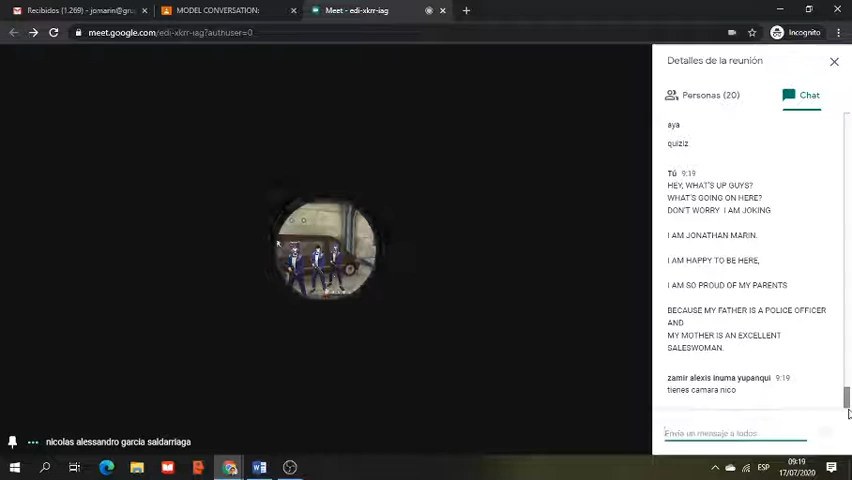 Recibidos (1.269) - jomarin@gru
MODEL CONVERSATION:
Meet - edi-xkrr-iag
meet.google.com/edi-xkrr-iag?authuser=0
Incognito
Detalles de la reunión
Personas (20)
Chat
aya
quiziz
Tú 9:19
HEY, WHAT'S UP GUYS?
WHAT'S GOING ON HERE?
DON'T WORRY I AM JOKING
I AM JONATHAN MARIN.
I AM HAPPY TO BE HERE,
I AM SO PROUD OF MY PARENTS
BECAUSE MY FATHER IS A POLICE OFFICER
AND
MY MOTHER IS AN EXCELLENT
SALESWOMAN.
zamir alexis inuma yupanqui 9:19
tienes camara nico
Envía un mensaje a todos
nicolas alessandro garcia saldarriaga
ESP
09:19
17/07/2020